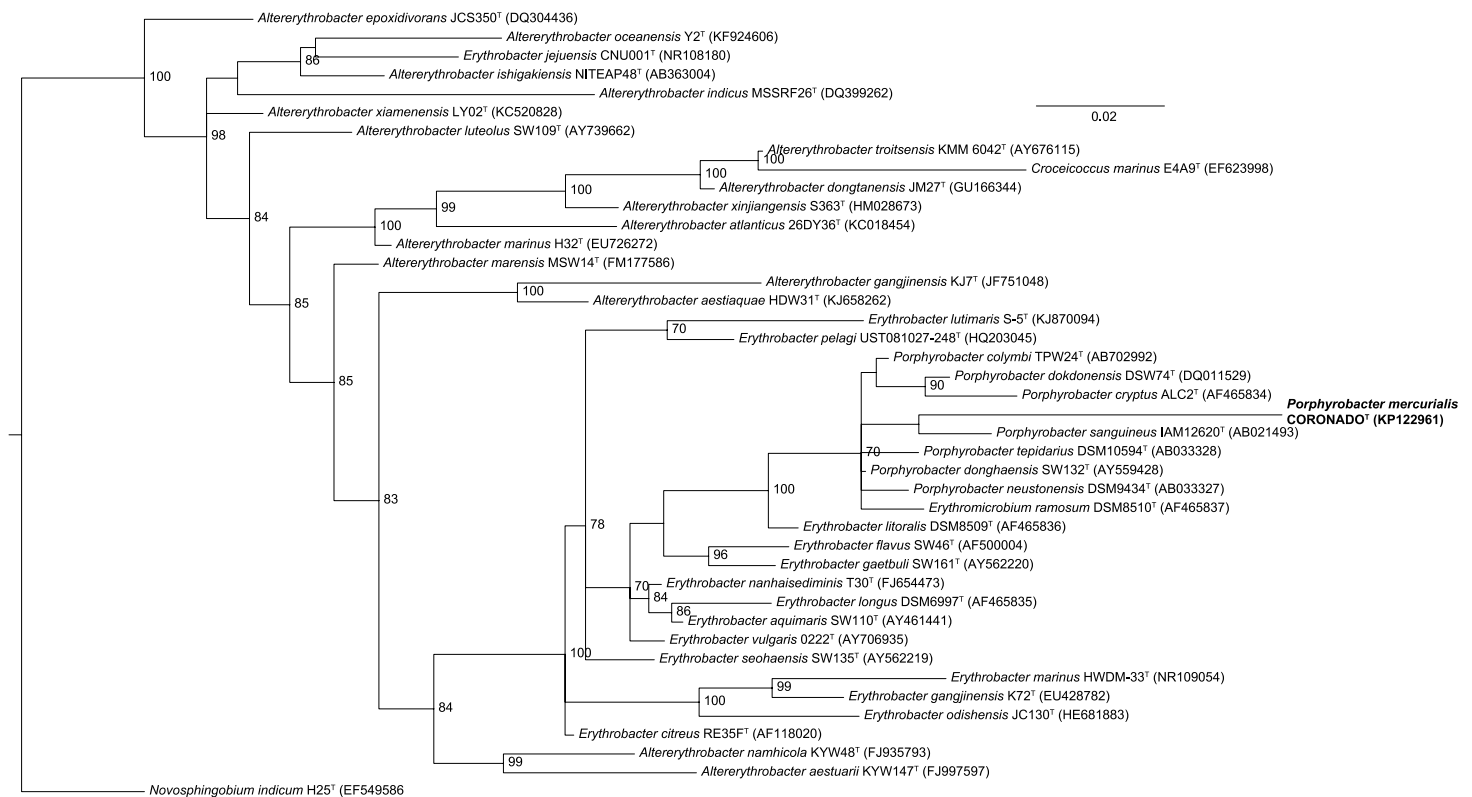 Altererythrobacter epoxidivorans JCS350ᵀ (DQ304436)
Altererythrobacter oceanensis Y2ᵀ (KF924606)
86
Erythrobacter jejuensis CNU001ᵀ (NR108180)
Altererythrobacter ishigakiensis NITEAP48ᵀ (AB363004)
100
Altererythrobacter indicus MSSRF26ᵀ (DQ399262)
Altererythrobacter xiamenensis LY02ᵀ (KC520828)
0.02
98
Altererythrobacter luteolus SW109ᵀ (AY739662)
Altererythrobacter troitsensis KMM 6042ᵀ (AY676115)
100
Croceicoccus marinus E4A9ᵀ (EF623998)
100
Altererythrobacter dongtanensis JM27ᵀ (GU166344)
100
Altererythrobacter xinjiangensis S363ᵀ (HM028673)
99
84
Altererythrobacter atlanticus 26DY36ᵀ (KC018454)
100
Altererythrobacter marinus H32ᵀ (EU726272)
Altererythrobacter marensis MSW14ᵀ (FM177586)
Altererythrobacter gangjinensis KJ7ᵀ (JF751048)
100
85
Altererythrobacter aestiaquae HDW31ᵀ (KJ658262)
Erythrobacter lutimaris S-5ᵀ (KJ870094)
70
Erythrobacter pelagi UST081027-248ᵀ (HQ203045)
Porphyrobacter colymbi TPW24ᵀ (AB702992)
Porphyrobacter dokdonensis DSW74ᵀ (DQ011529)
85
90
Porphyrobacter cryptus ALC2ᵀ (AF465834)
Porphyrobacter mercurialis
CORONADOᵀ (KP122961)
Porphyrobacter sanguineus IAM12620ᵀ (AB021493)
70
Porphyrobacter tepidarius DSM10594ᵀ (AB033328)
Porphyrobacter donghaensis SW132ᵀ (AY559428)
100
Porphyrobacter neustonensis DSM9434ᵀ (AB033327)
83
Erythromicrobium ramosum DSM8510ᵀ (AF465837)
78
Erythrobacter litoralis DSM8509ᵀ (AF465836)
Erythrobacter flavus SW46ᵀ (AF500004)
96
Erythrobacter gaetbuli SW161ᵀ (AY562220)
70
Erythrobacter nanhaisediminis T30ᵀ (FJ654473)
84
Erythrobacter longus DSM6997ᵀ (AF465835)
86
Erythrobacter aquimaris SW110ᵀ (AY461441)
Erythrobacter vulgaris 0222ᵀ (AY706935)
100
Erythrobacter seohaensis SW135ᵀ (AY562219)
Erythrobacter marinus HWDM-33ᵀ (NR109054)
99
Erythrobacter gangjinensis K72ᵀ (EU428782)
100
84
Erythrobacter odishensis JC130ᵀ (HE681883)
Erythrobacter citreus RE35Fᵀ (AF118020)
Altererythrobacter namhicola KYW48ᵀ (FJ935793)
99
Altererythrobacter aestuarii KYW147ᵀ (FJ997597)
Novosphingobium indicum H25ᵀ (EF549586